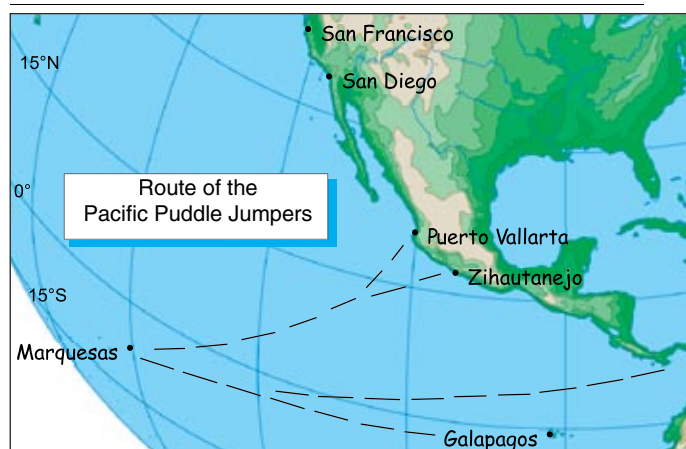 San Francisco
15°N
San Diego
Route of the
Pacific Puddle Jumpers
0°
Puerto Vallarta
Zihautanejo
15°S
Marquesas
Galapagos